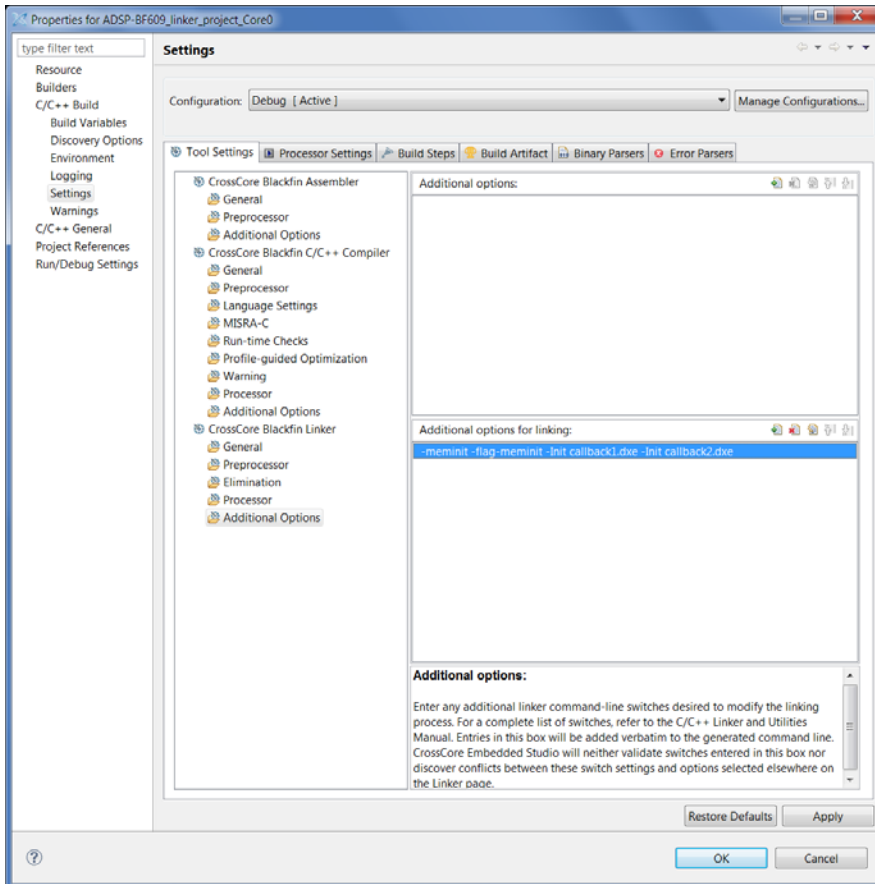 Properties for ADSP-BF609_linker_project_Core0
type filter text
Resource
Builders
C/C++ Build
Build Variables
Discovery Options
Environment
Logging
Settings
Warnings
C/C++ General
Project References
Run/Debug Settings
Settings
Configuration: Debug [ Active ]
Manage Configurations...
Tool Settings
Processor Settings
Build Steps
Build Artifact
Binary Parsers
Error Parsers
CrossCore Blackfin Assembler
General
Preprocessor
Additional Options
CrossCore Blackfin C/C++ Compiler
General
Preprocessor
Language Settings
MISRA-C
Run-time Checks
Profile-guided Optimization
Warning
Processor
Additional Options
CrossCore Blackfin Linker
General
Preprocessor
Elimination
Processor
Additional Options
Additional options:
Additional options for linking:
-meminit -flag-meminit -Init callback1.dxe -Init callback2.dxe
Additional options:
Enter any additional linker command-line switches desired to modify the linking
process. For a complete list of switches, refer to the C/C++ Linker and Utilities
Manual. Entries in this box will be added verbatim to the generated command line.
CrossCore Embedded Studio will neither validate switches entered in this box nor
discover conflicts between these switch settings and options selected elsewhere on
the Linker page.
Restore Defaults
Apply
OK
Cancel